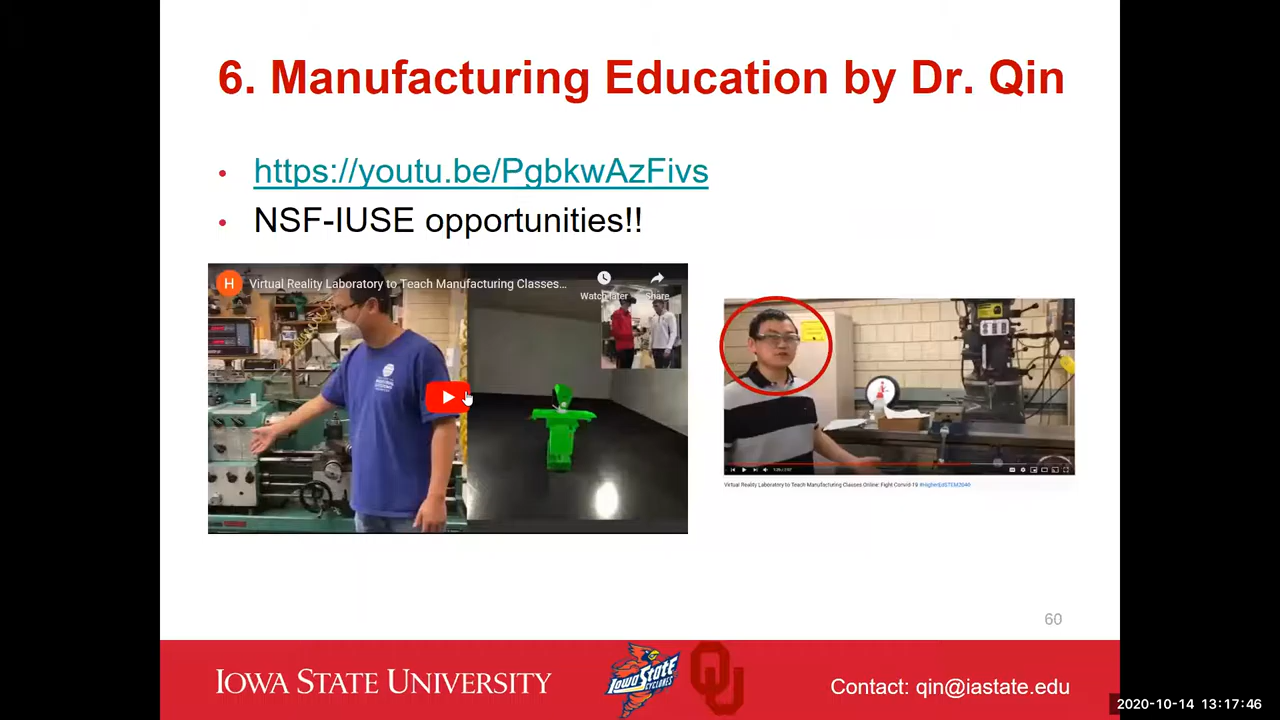 6. Manufacturing Education by Dr. Qin
• https://youtu.be/PgbkwAzFivs
• NSF-IUSE opportunities!!
H
Virtual Reality Laboratory to Teach Manufacturing Classes...
Watch later
Share
Virtual Reality Laboratory to Teach Manufacturing Classes Online: Fight Convid-19 #HigherEdSTEM2040
60
IOWA STATE UNIVERSITY
IOWA STATE
CYCLONES
OU
Contact: qin@iastate.edu
2020-10-14 13:17:46